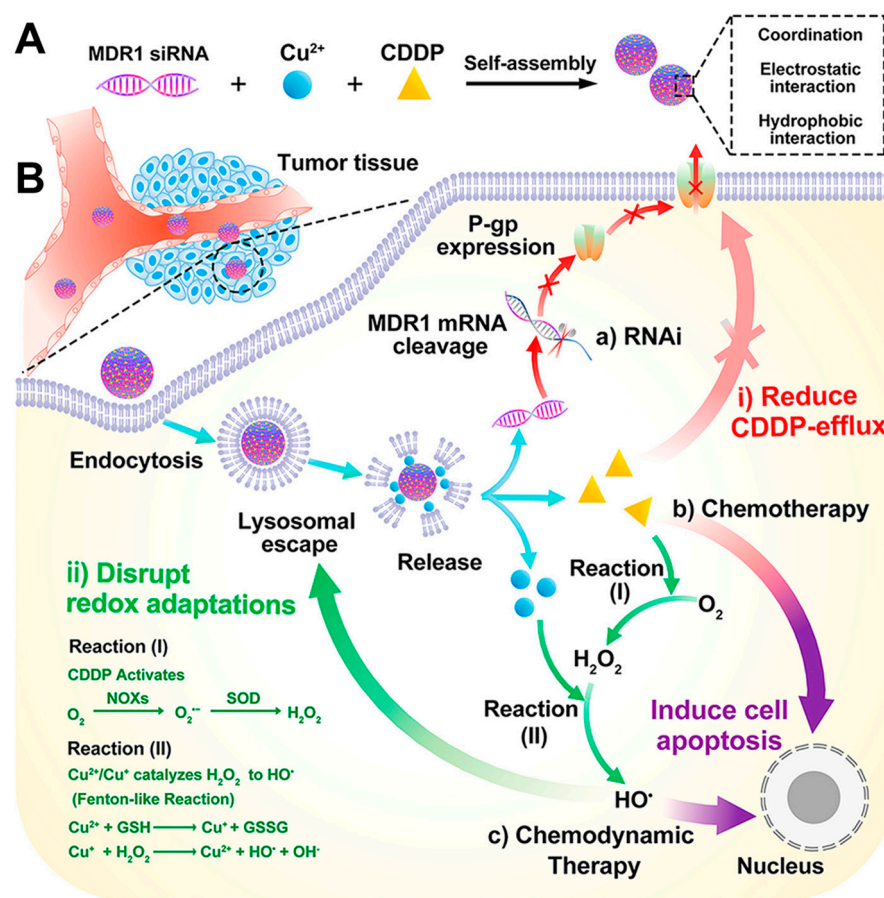 A
MDR1 siRNA + Cu²⁺ + CDDP
Self-assembly
Coordination
Electrostatic
interaction
Hydrophobic
interaction
B
Tumor tissue
P-gp
expression
MDR1 mRNA
cleavage
a) RNAi
i) Reduce
CDDP-efflux
Endocytosis
Lysosomal
escape
Release
b) Chemotherapy
Reaction
(I)
O₂
H₂O₂
Reaction
(II)
HO•
Induce cell
apoptosis
c) Chemodynamic
Therapy
Nucleus
ii) Disrupt
redox adaptations
Reaction (I)
CDDP Activates
NOXs SOD
O₂ ⟶ O₂•− ⟶ H₂O₂
Reaction (II)
Cu²⁺/Cu⁺ catalyzes H₂O₂ to HO•
(Fenton-like Reaction)
Cu²⁺ + GSH ⟶ Cu⁺ + GSSG
Cu⁺ + H₂O₂ ⟶ Cu²⁺ + HO• + OH⁻